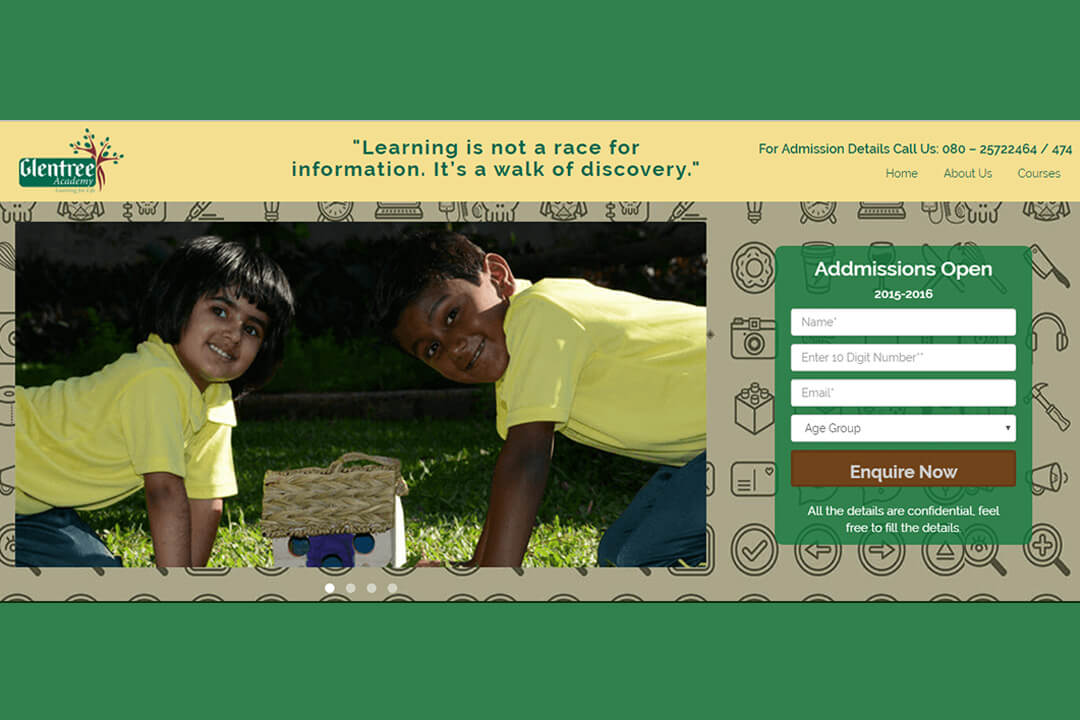 Glentree
Academy
Learning for Life
"Learning is not a race for
information. It's a walk of discovery."
For Admission Details Call Us: 080 – 25722464 / 474
Home About Us Courses
Addmissions Open
2015-2016
Name*
Enter 10 Digit Number**
Email*
Age Group
Enquire Now
All the details are confidential, feel
free to fill the details